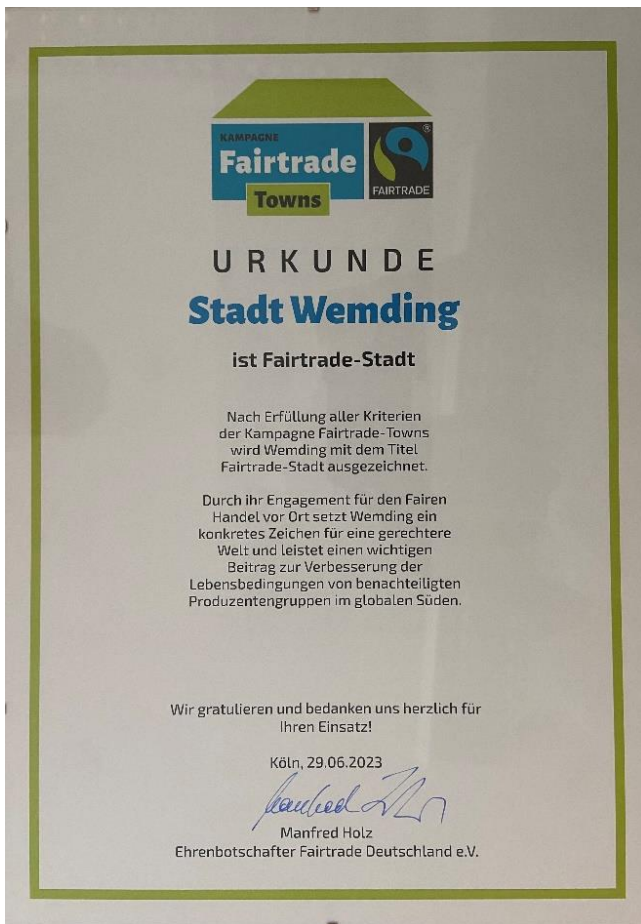 KAMPAGNE
Fairtrade
Towns
®
FAIRTRADE
URKUNDE
Stadt Wemding
ist Fairtrade-Stadt
Nach Erfüllung aller Kriterien
der Kampagne Fairtrade-Towns
wird Wemding mit dem Titel
Fairtrade-Stadt ausgezeichnet.
Durch ihr Engagement für den Fairen
Handel vor Ort setzt Wemding ein
konkretes Zeichen für eine gerechtere
Welt und leistet einen wichtigen
Beitrag zur Verbesserung der
Lebensbedingungen von benachteiligten
Produzentengruppen im globalen Süden.
Wir gratulieren und bedanken uns herzlich für
Ihren Einsatz!
Köln, 29.06.2023
Manfred Holz
Ehrenbotschafter Fairtrade Deutschland e.V.